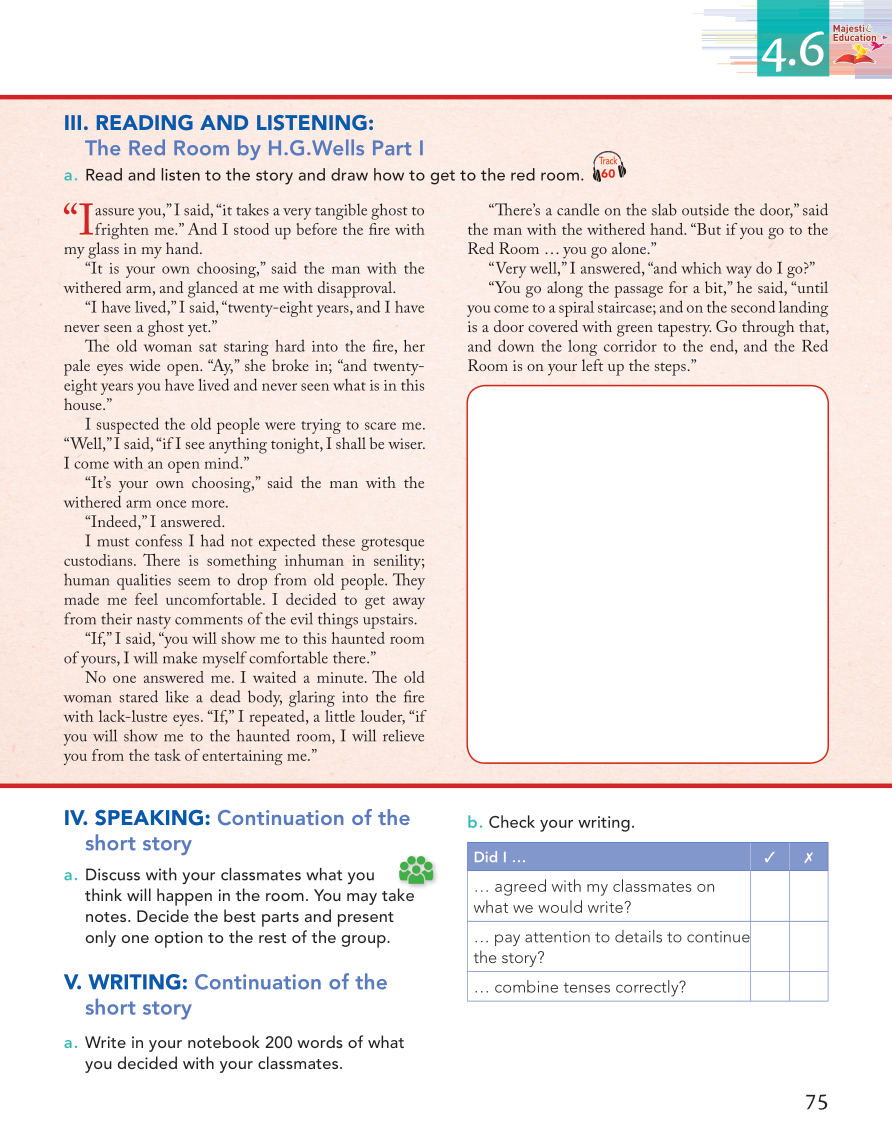 4.6
Majestic
Education
III. READING AND LISTENING:
The Red Room by H.G.Wells Part I
a. Read and listen to the story and draw how to get to the red room.
Track
60
“I assure you,” I said, “it takes a very tangible ghost to
frighten me.” And I stood up before the fire with
my glass in my hand.
“It is your own choosing,” said the man with the
withered arm, and glanced at me with disapproval.
“I have lived,” I said, “twenty-eight years, and I have
never seen a ghost yet.”
The old woman sat staring hard into the fire, her
pale eyes wide open. “Ay,” she broke in; “and twenty-
eight years you have lived and never seen what is in this
house.”
I suspected the old people were trying to scare me.
“Well,” I said, “if I see anything tonight, I shall be wiser.
I come with an open mind.”
“It’s your own choosing,” said the man with the
withered arm once more.
“Indeed,” I answered.
I must confess I had not expected these grotesque
custodians. There is something inhuman in senility;
human qualities seem to drop from old people. They
made me feel uncomfortable. I decided to get away
from their nasty comments of the evil things upstairs.
“If,” I said, “you will show me to this haunted room
of yours, I will make myself comfortable there.”
No one answered me. I waited a minute. The old
woman stared like a dead body, glaring into the fire
with lack-lustre eyes. “If,” I repeated, a little louder, “if
you will show me to the haunted room, I will relieve
you from the task of entertaining me.”
“There’s a candle on the slab outside the door,” said
the man with the withered hand. “But if you go to the
Red Room … you go alone.”
“Very well,” I answered, “and which way do I go?”
“You go along the passage for a bit,” he said, “until
you come to a spiral staircase; and on the second landing
is a door covered with green tapestry. Go through that,
and down the long corridor to the end, and the Red
Room is on your left up the steps.”
IV. SPEAKING: Continuation of the
short story
a. Discuss with your classmates what you
think will happen in the room. You may take
notes. Decide the best parts and present
only one option to the rest of the group.
V. WRITING: Continuation of the
short story
a. Write in your notebook 200 words of what
you decided with your classmates.
b. Check your writing.
Did I … ✓ ✗
… agreed with my classmates on
what we would write?
… pay attention to details to continue
the story?
… combine tenses correctly?
75